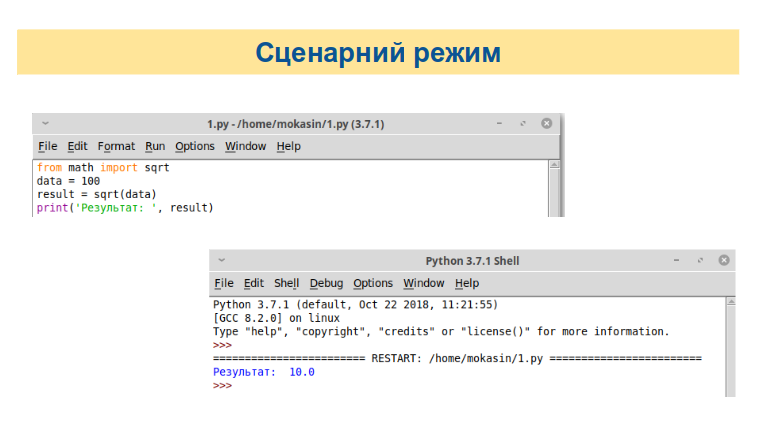 Сценарний режим
1.py - /home/mokasin/1.py (3.7.1)
File Edit Format Run Options Window Help
from math import sqrt
data = 100
result = sqrt(data)
print('Результат: ', result)
Python 3.7.1 Shell
File Edit Shell Debug Options Window Help
Python 3.7.1 (default, Oct 22 2018, 11:21:55)
[GCC 8.2.0] on linux
Type "help", "copyright", "credits" or "license()" for more information.
>>>
======================== RESTART: /home/mokasin/1.py ========================
Результат:  10.0
>>>